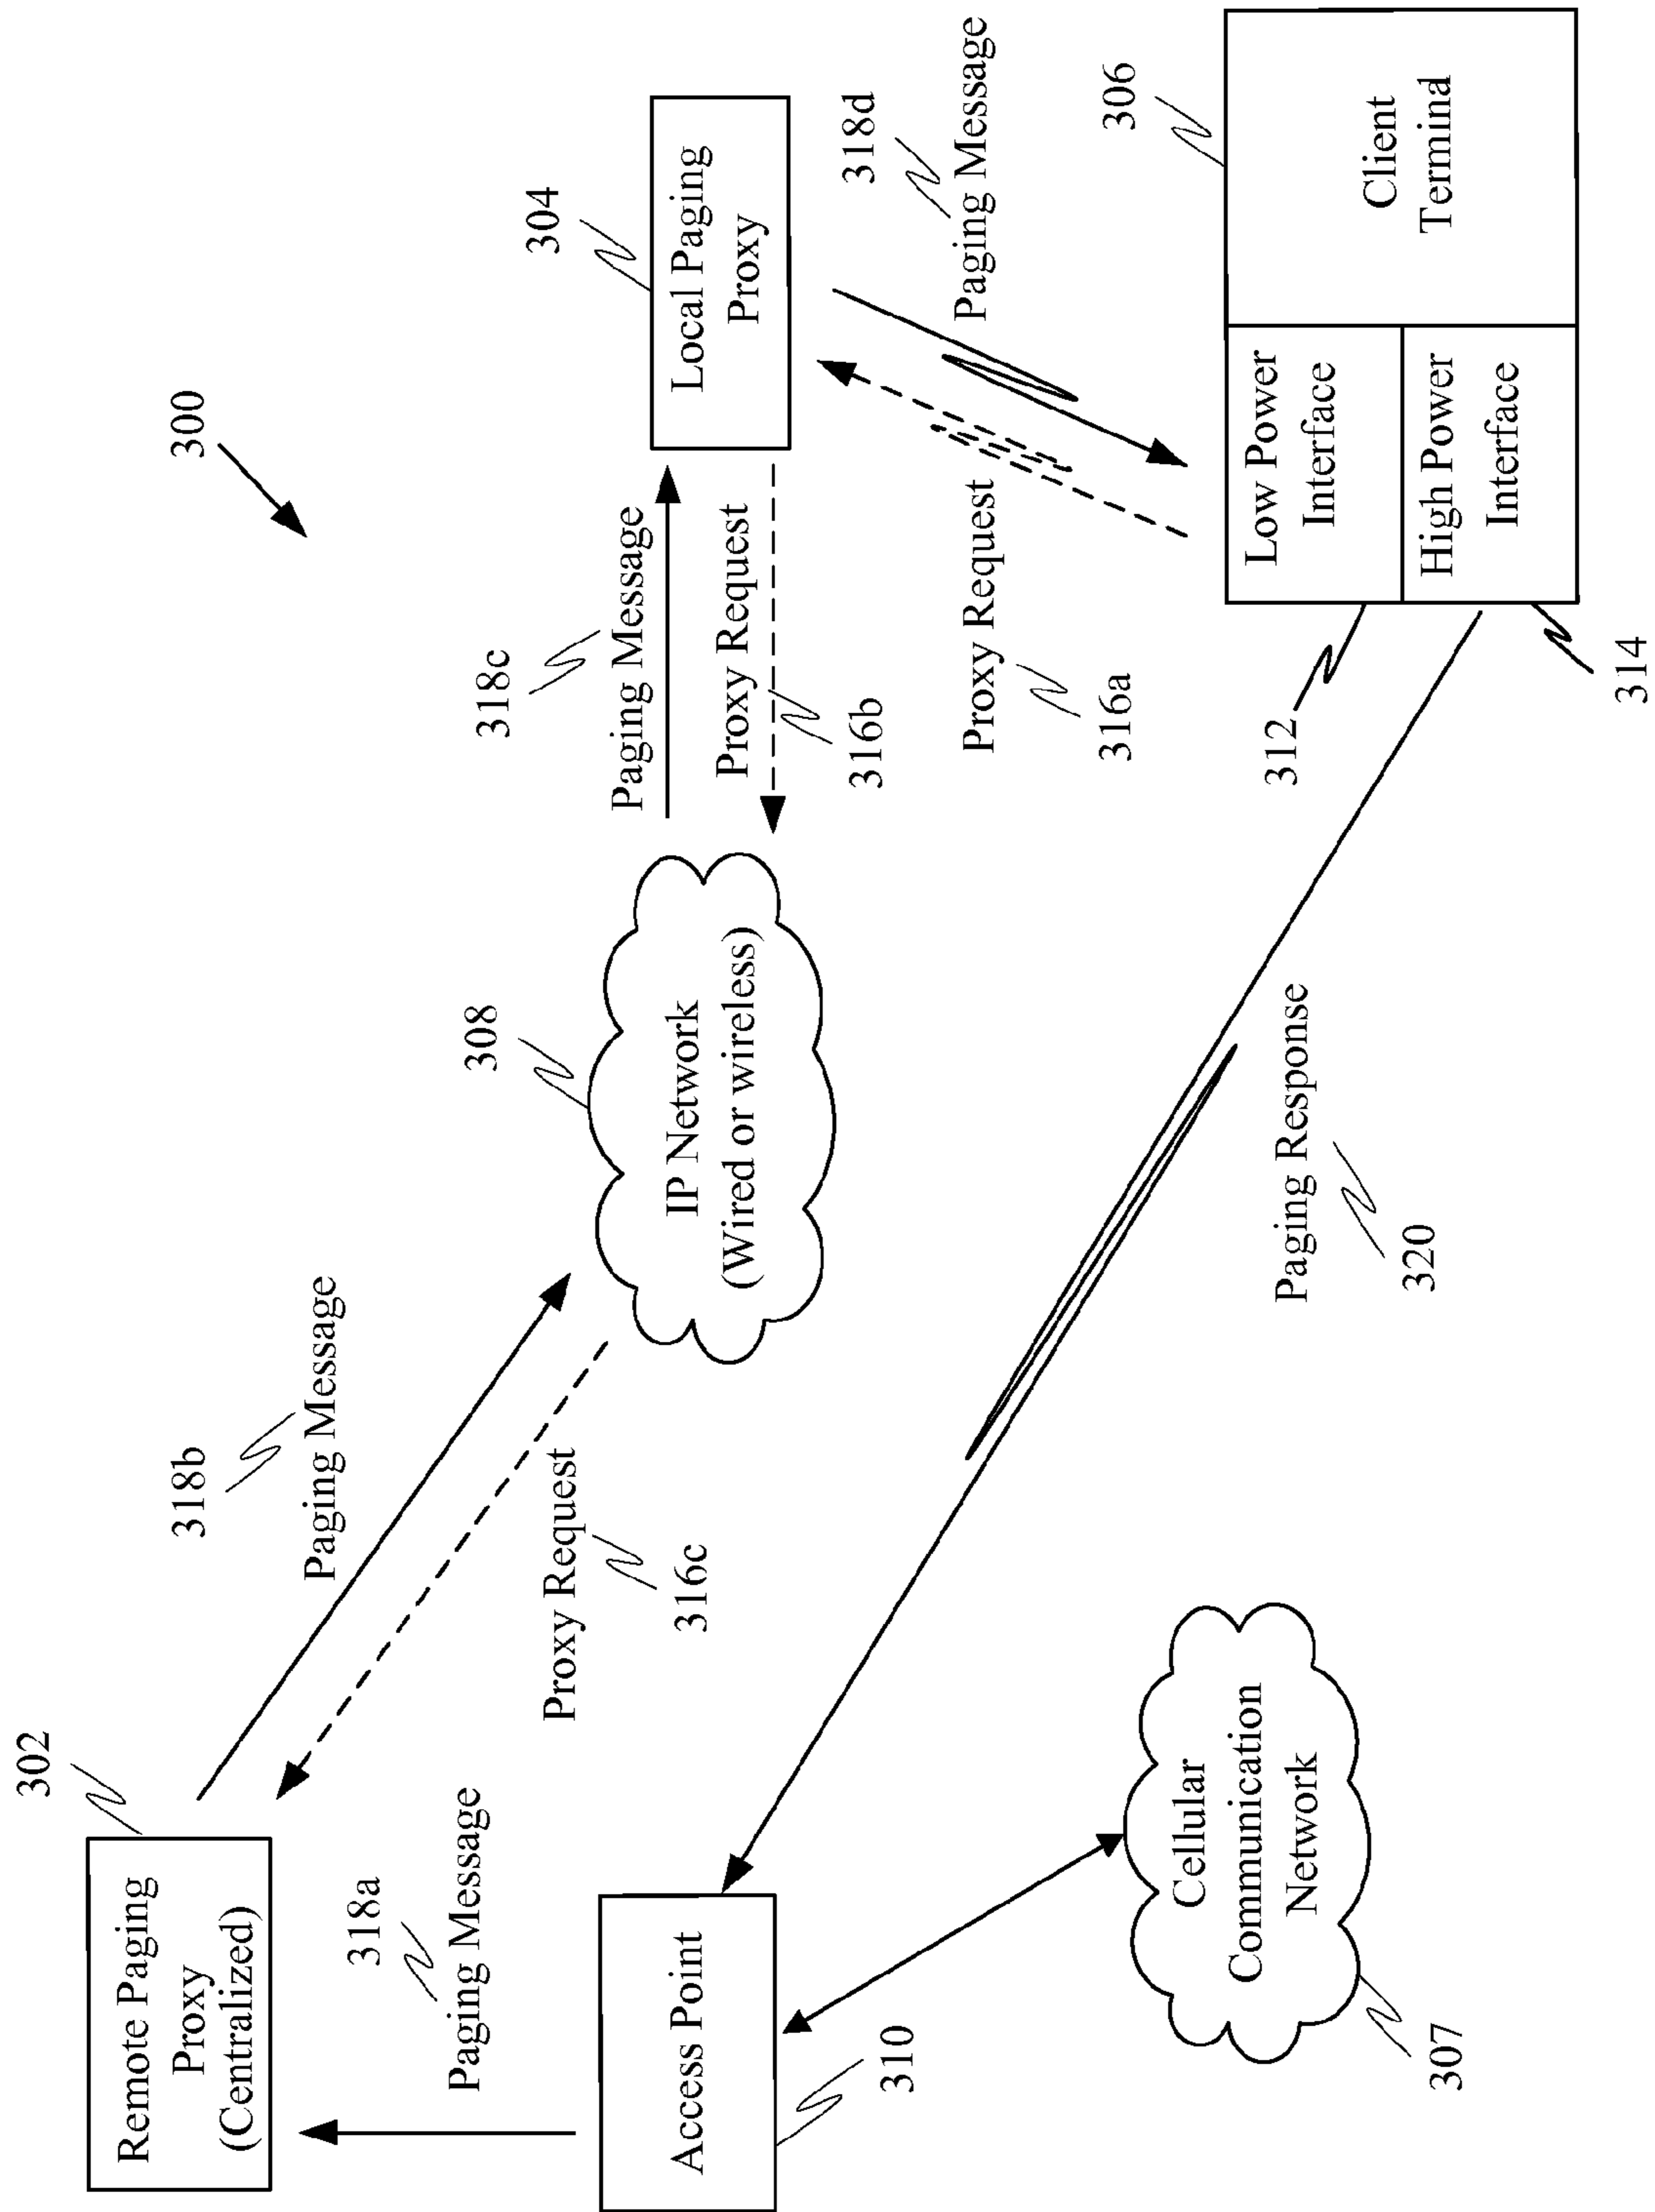 300
302
Remote Paging
Proxy
(Centralized)
318b
Paging Message
318a
Paging Message
Proxy Request
316c
308
IP Network
(Wired or wireless)
318c
Paging Message
Proxy Request
316b
304
Local Paging
Proxy
318d
Paging Message
Proxy Request
316a
306
Client
Termina
Low Power
Interface
High Power
Interface
312
314
Access Point
310
Paging Response
320
Cellular
Communication
Network
307